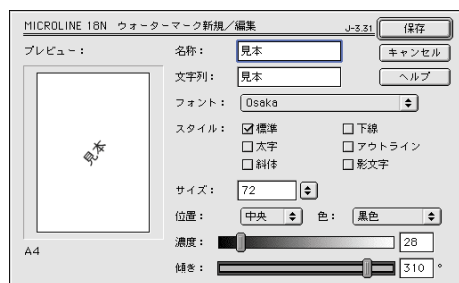 MICROLINE 18N ウォーターマーク新規／編集 J-3.31 保存
プレビュー： 名称： 見本 キャンセル
文字列： 見本 ヘルプ
フォント： Osaka
スタイル： 標準 下線
太字 アウトライン
斜体 影文字
見本
サイズ： 72
位置： 中央 色： 黒色
A4 濃度： 28
傾き： 310 °